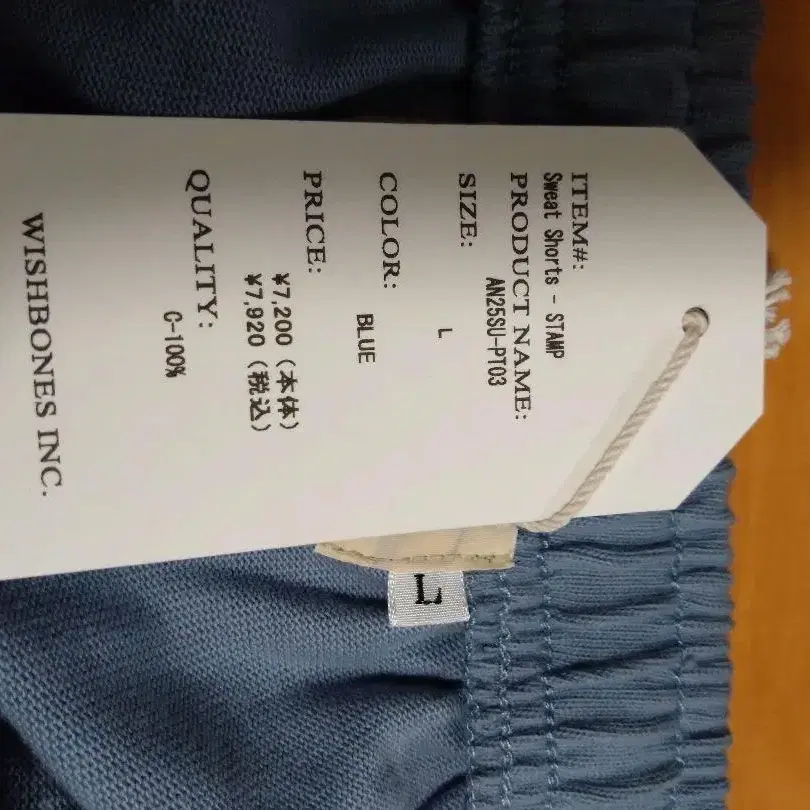 ITEM#:
Sweat Shorts - STAMP
PRODUCT NAME:
AN25SU-PT03
SIZE:
L
COLOR:
BLUE
PRICE:
¥7,200（本体）
¥7,920（税込）
QUALITY:
C-100%
WISHBONES INC.
L